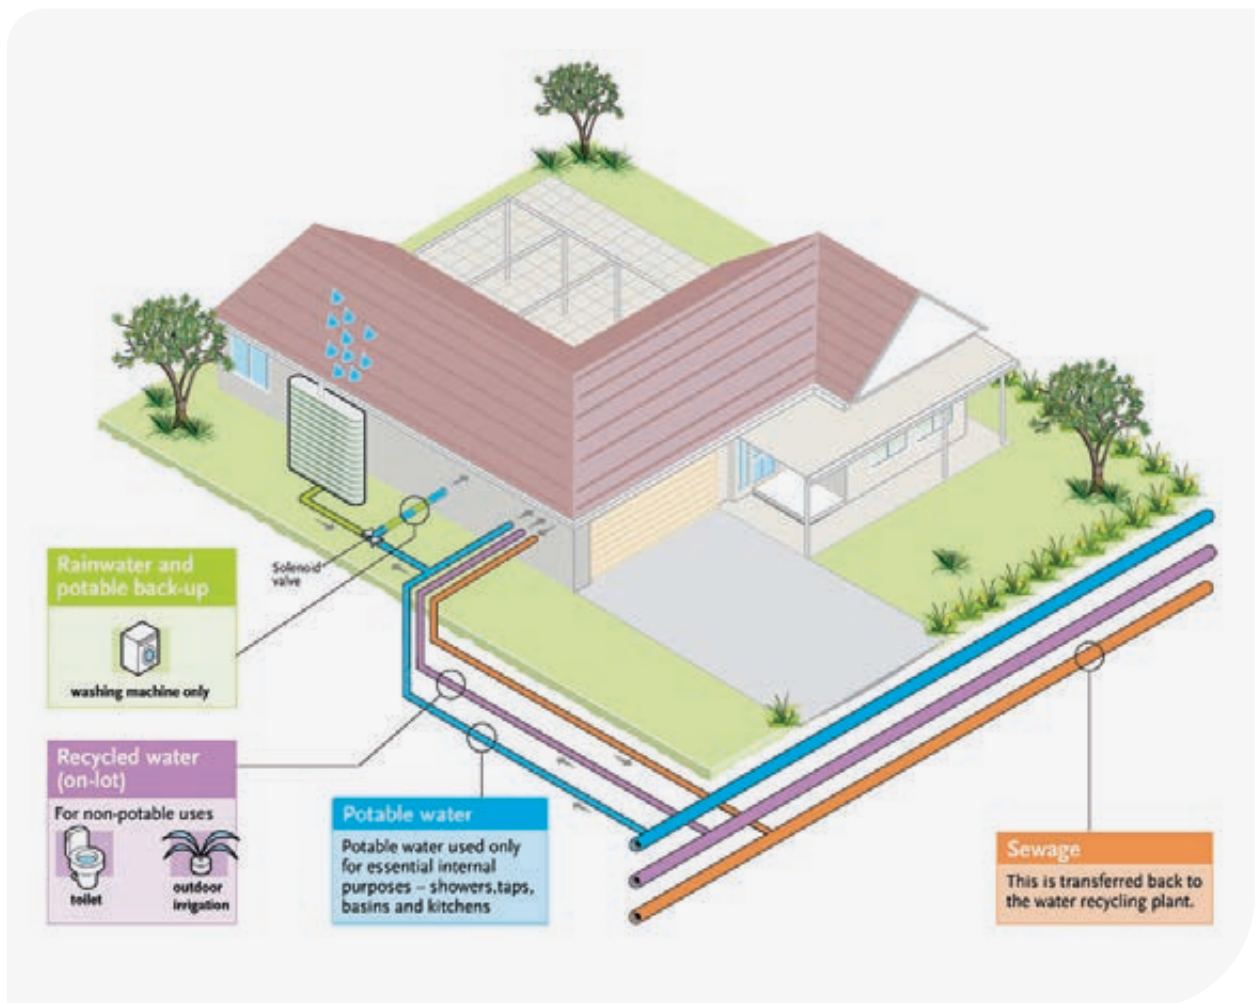 Rainwater and
potable back-up
washing machine only
Solenoid
valve
Recycled water
(on-lot)
For non-potable uses
toilet
outdoor
irrigation
Potable water
Potable water used only
for essential internal
purposes – showers,taps,
basins and kitchens
Sewage
This is transferred back to
the water recycling plant.